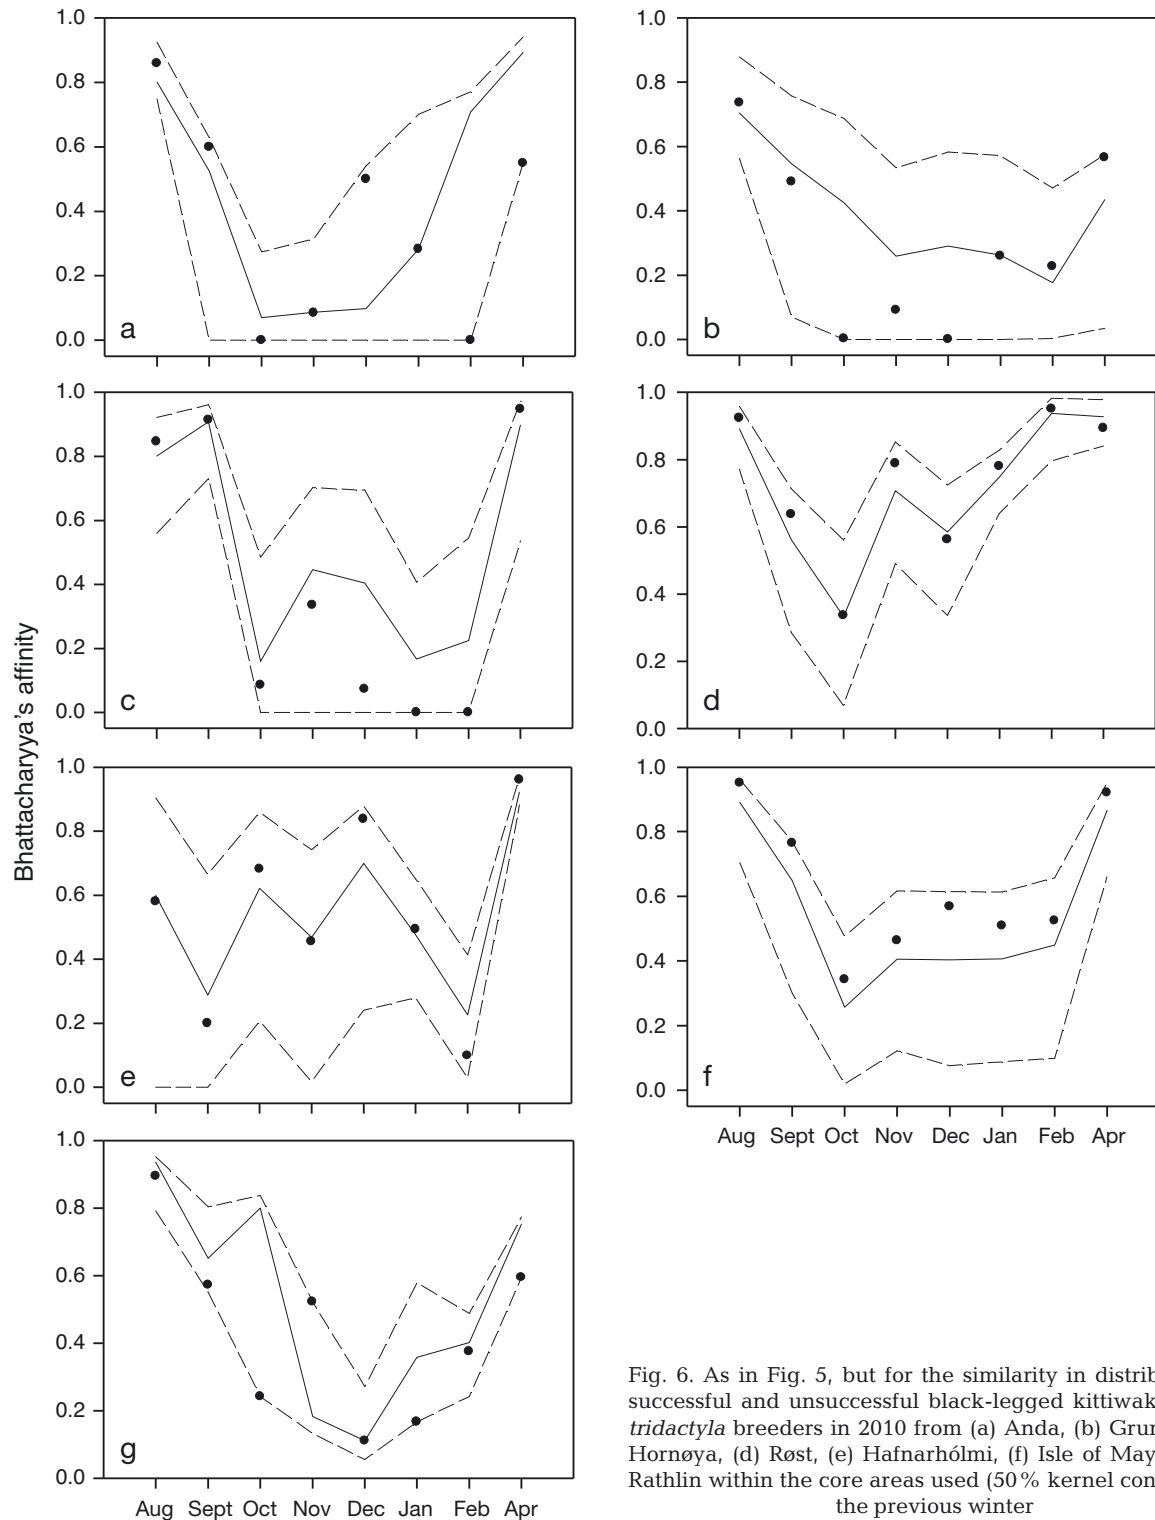 1.0
0.8
0.6
0.4
0.2
0.0
a
1.0
0.8
0.6
0.4
0.2
0.0
b
1.0
0.8
0.6
0.4
0.2
0.0
c
1.0
0.8
0.6
0.4
0.2
0.0
d
Bhattacharyya's affinity
1.0
0.8
0.6
0.4
0.2
0.0
e
1.0
0.8
0.6
0.4
0.2
0.0
f
Aug Sept Oct Nov Dec Jan Feb Apr
1.0
0.8
0.6
0.4
0.2
0.0
g
Aug Sept Oct Nov Dec Jan Feb Apr
Fig. 6. As in Fig. 5, but for the similarity in distrib
successful and unsuccessful black-legged kittiwak
tridactyla breeders in 2010 from (a) Anda, (b) Grur
Hornøya, (d) Røst, (e) Hafnarhólmi, (f) Isle of May
Rathlin within the core areas used (50% kernel con
the previous winter